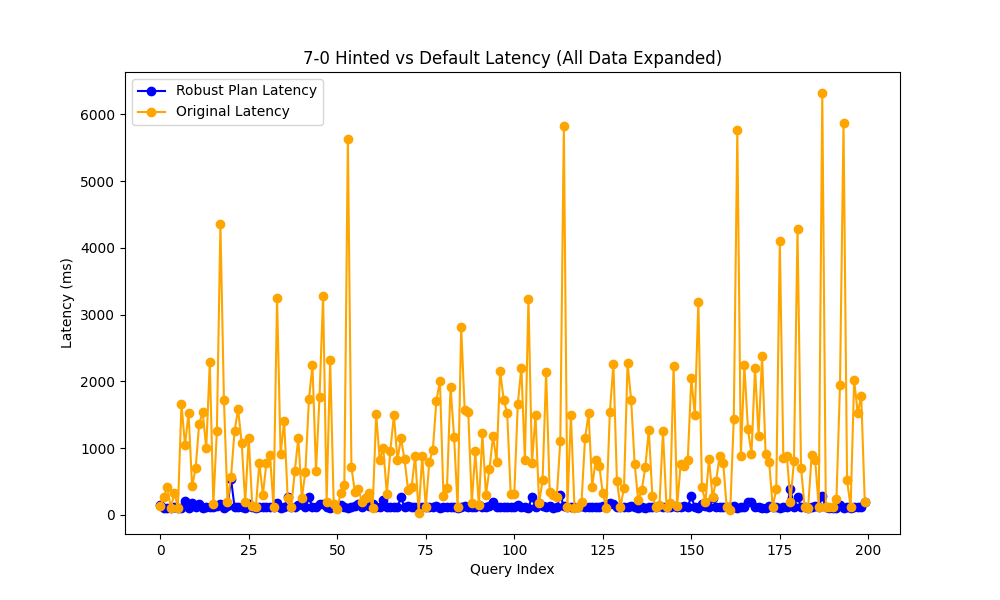 7-0 Hinted vs Default Latency (All Data Expanded)
Robust Plan Latency
Original Latency
6000
5000
4000
3000
2000
1000
0
Latency (ms)
0 25 50 75 100 125 150 175 200
Query Index